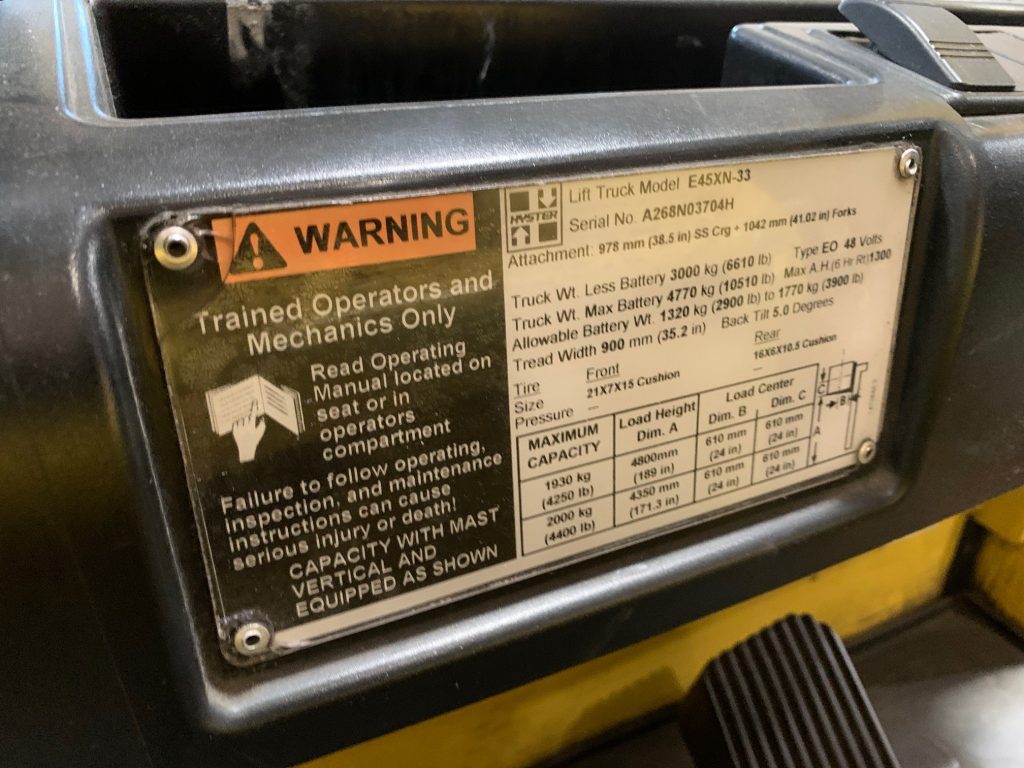 WARNING
Trained Operators and
Mechanics Only
Read Operating
Manual located on
seat or in
operators
compartment
Failure to follow operating,
inspection, and maintenance
instructions can cause
serious injury or death!
CAPACITY WITH MAST
VERTICAL AND
EQUIPPED AS SHOWN
HYSTER
Lift Truck Model E45XN-33
Serial No. A268N03704H
Attachment: 978 mm (38.5 in) SS Crg + 1042 mm (41.02 in) Forks
Truck Wt. Less Battery 3000 kg (6610 lb) Type EO 48 Volts
Truck Wt. Max Battery 4770 kg (10510 lb) Max A.H.(6 Hr Rt)1300
Allowable Battery Wt. 1320 kg (2900 lb) to 1770 kg (3900 lb)
Tread Width 900 mm (35.2 in) Back Tilt 5.0 Degrees
Tire Front Rear
Size 21X7X15 Cushion 16X6X10.5 Cushion
Pressure — —
MAXIMUM CAPACITY Load Height Dim. A Load Center Dim. B Dim. C
1930 kg (4250 lb) 4800mm (189 in) 610 mm (24 in) 610 mm (24 in)
2000 kg (4400 lb) 4350 mm (171.3 in) 610 mm (24 in) 610 mm (24 in)
C
B
A